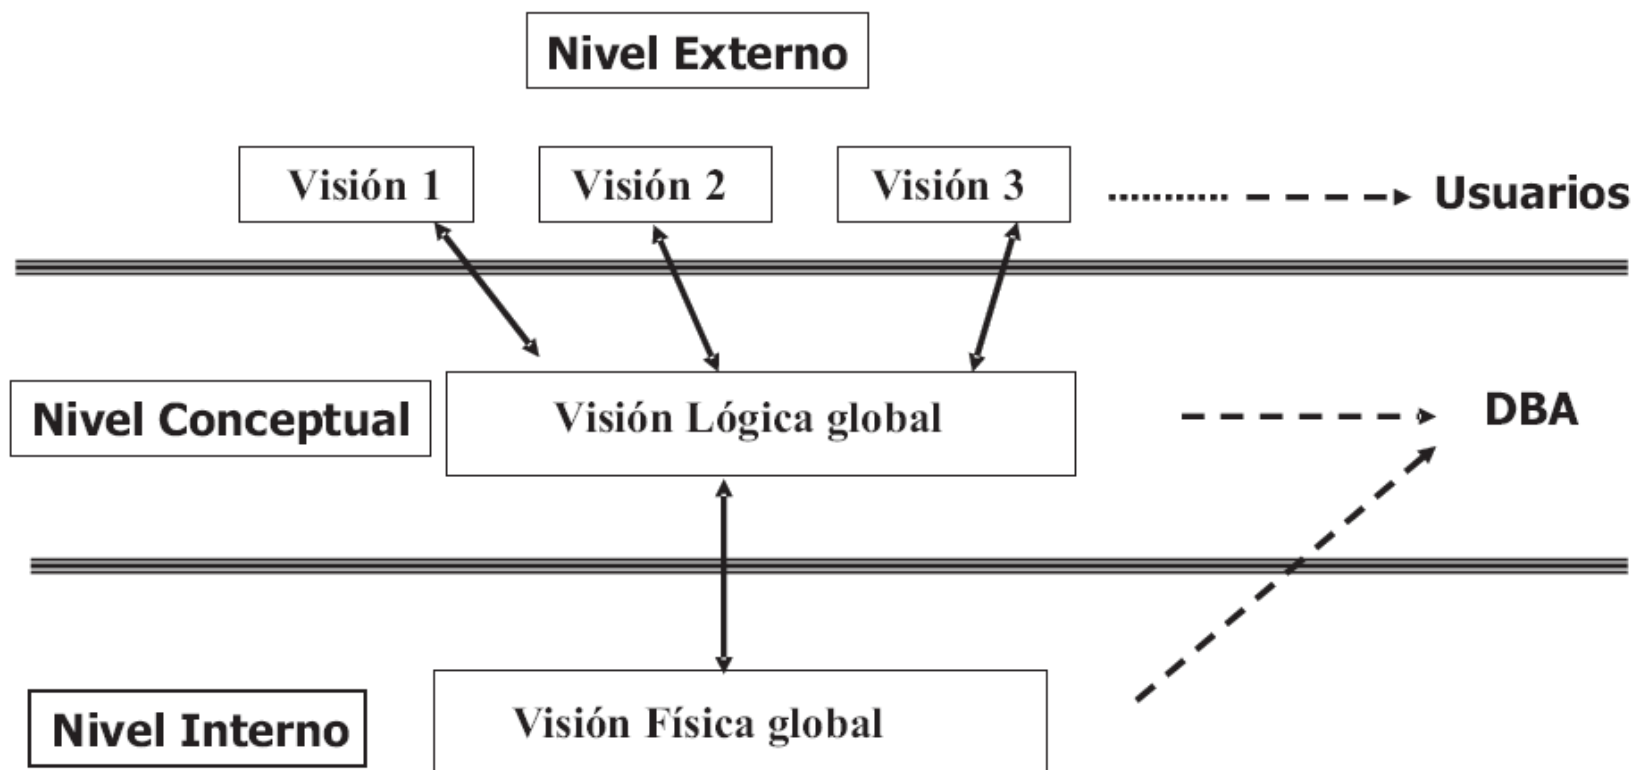 Nivel Externo
Visión 1
Visión 2
Visión 3
Usuarios
Nivel Conceptual
Visión Lógica global
DBA
Nivel Interno
Visión Física global